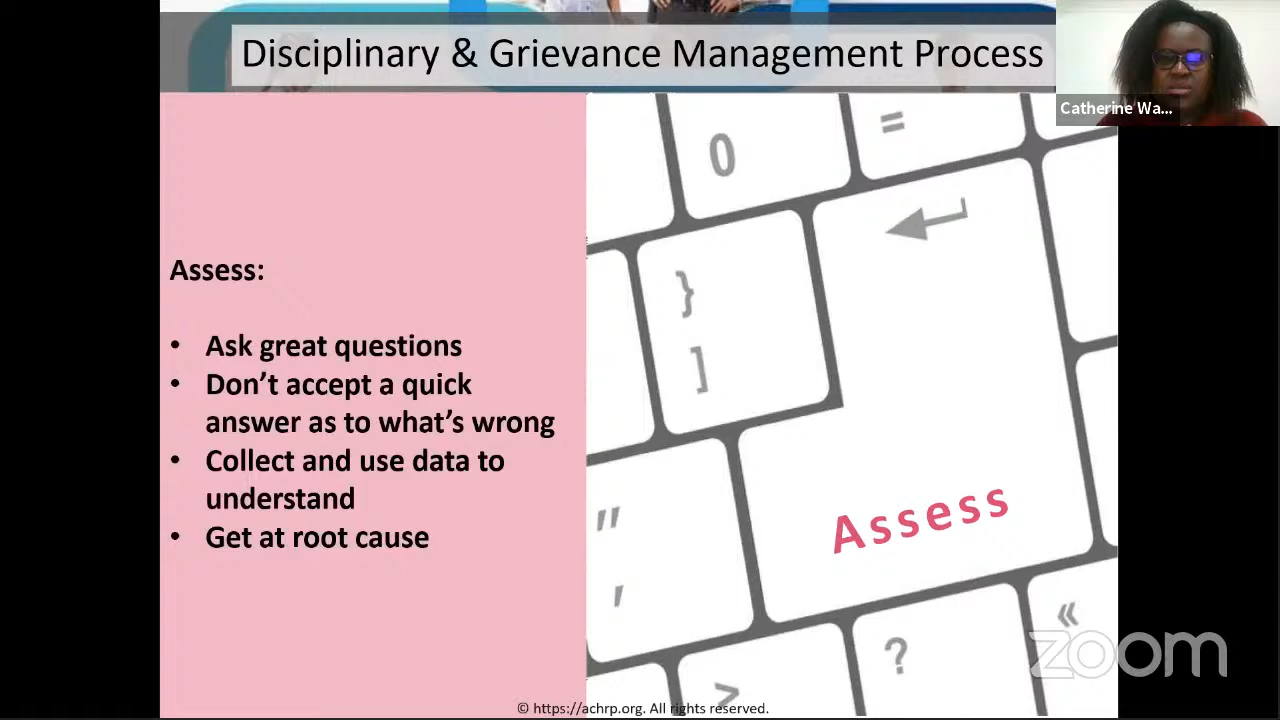 Disciplinary & Grievance Management Process
Catherine Wa...
Assess:
• Ask great questions
• Don't accept a quick
answer as to what's wrong
• Collect and use data to
understand
• Get at root cause
0
=
}
]
"
'
Assess
«
?
>
zoom
© https://achrp.org. All rights reserved.